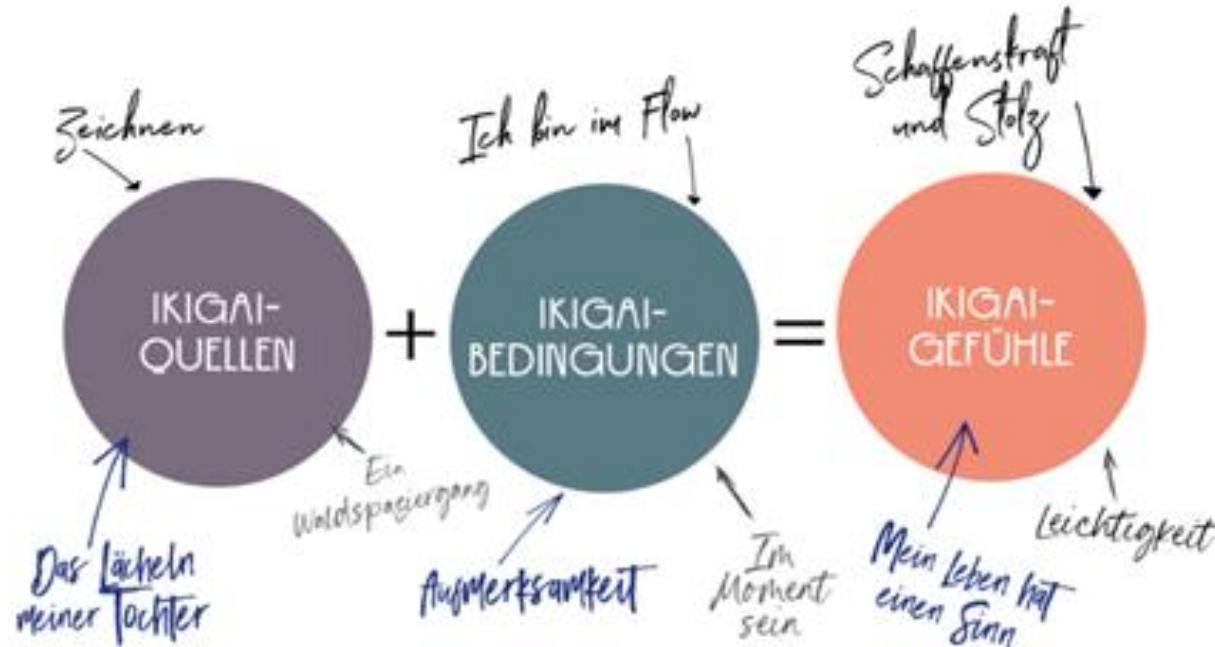 Zeichnen
Ich bin im Flow
Schaffenskraft
und Stolz
IKIGAI-
QUELLEN
+
IKIGAI-
BEDINGUNGEN
=
IKIGAI-
GEFÜHLE
Das Lächeln
meiner Tochter
Ein
Waldspaziergang
Aufmerksamkeit
Im
Moment
sein
Mein Leben hat
einen Sinn
Leichtigkeit